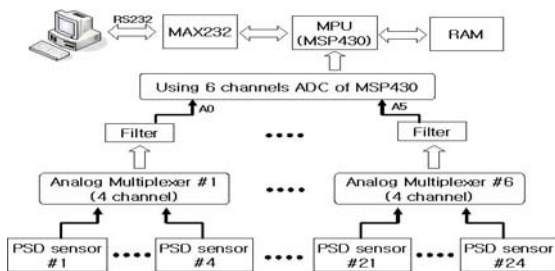 RS232
MAX232
MPU
(MSP430)
RAM
Using 6 channels ADC of MSP430
A0
A5
Filter
Filter
Analog Multiplexer #1
(4 channel)
Analog Multiplexer #6
(4 channel)
PSD sensor
#1
PSD sensor
#4
PSD sensor
#21
PSD sensor
#24